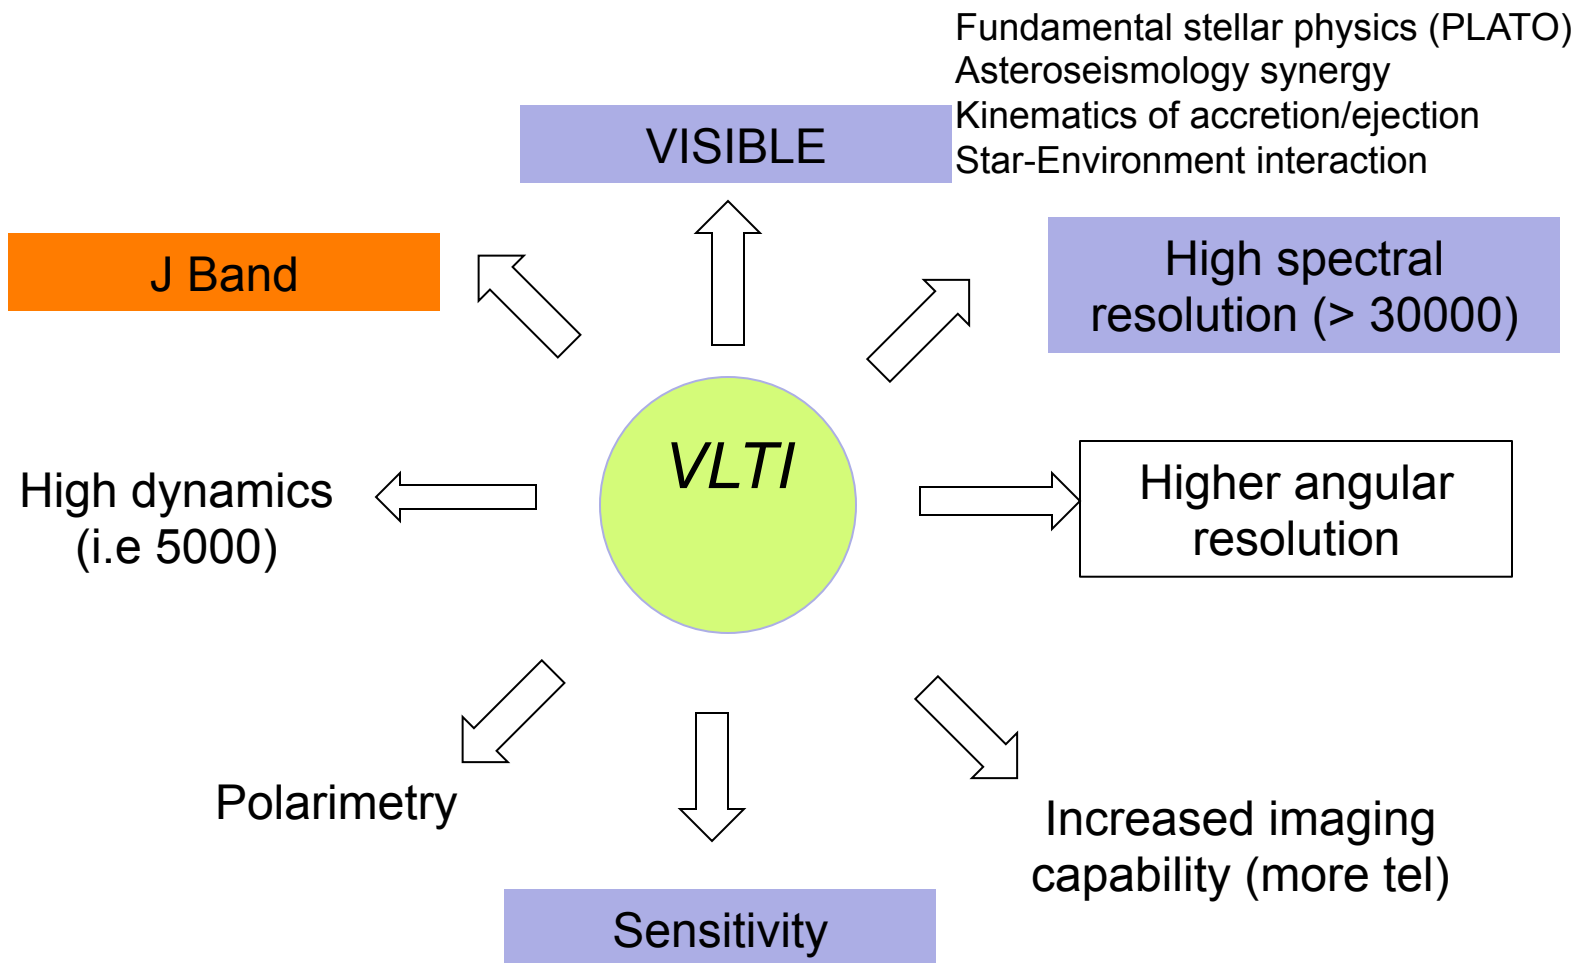 Fundamental stellar physics (PLATO)
Asteroseismology synergy
Kinematics of accretion/ejection
Star-Environment interaction
VISIBLE
J Band
High spectral
resolution (> 30000)
VLTI
High dynamics
(i.e 5000)
Higher angular
resolution
Polarimetry
Increased imaging
capability (more tel)
Sensitivity